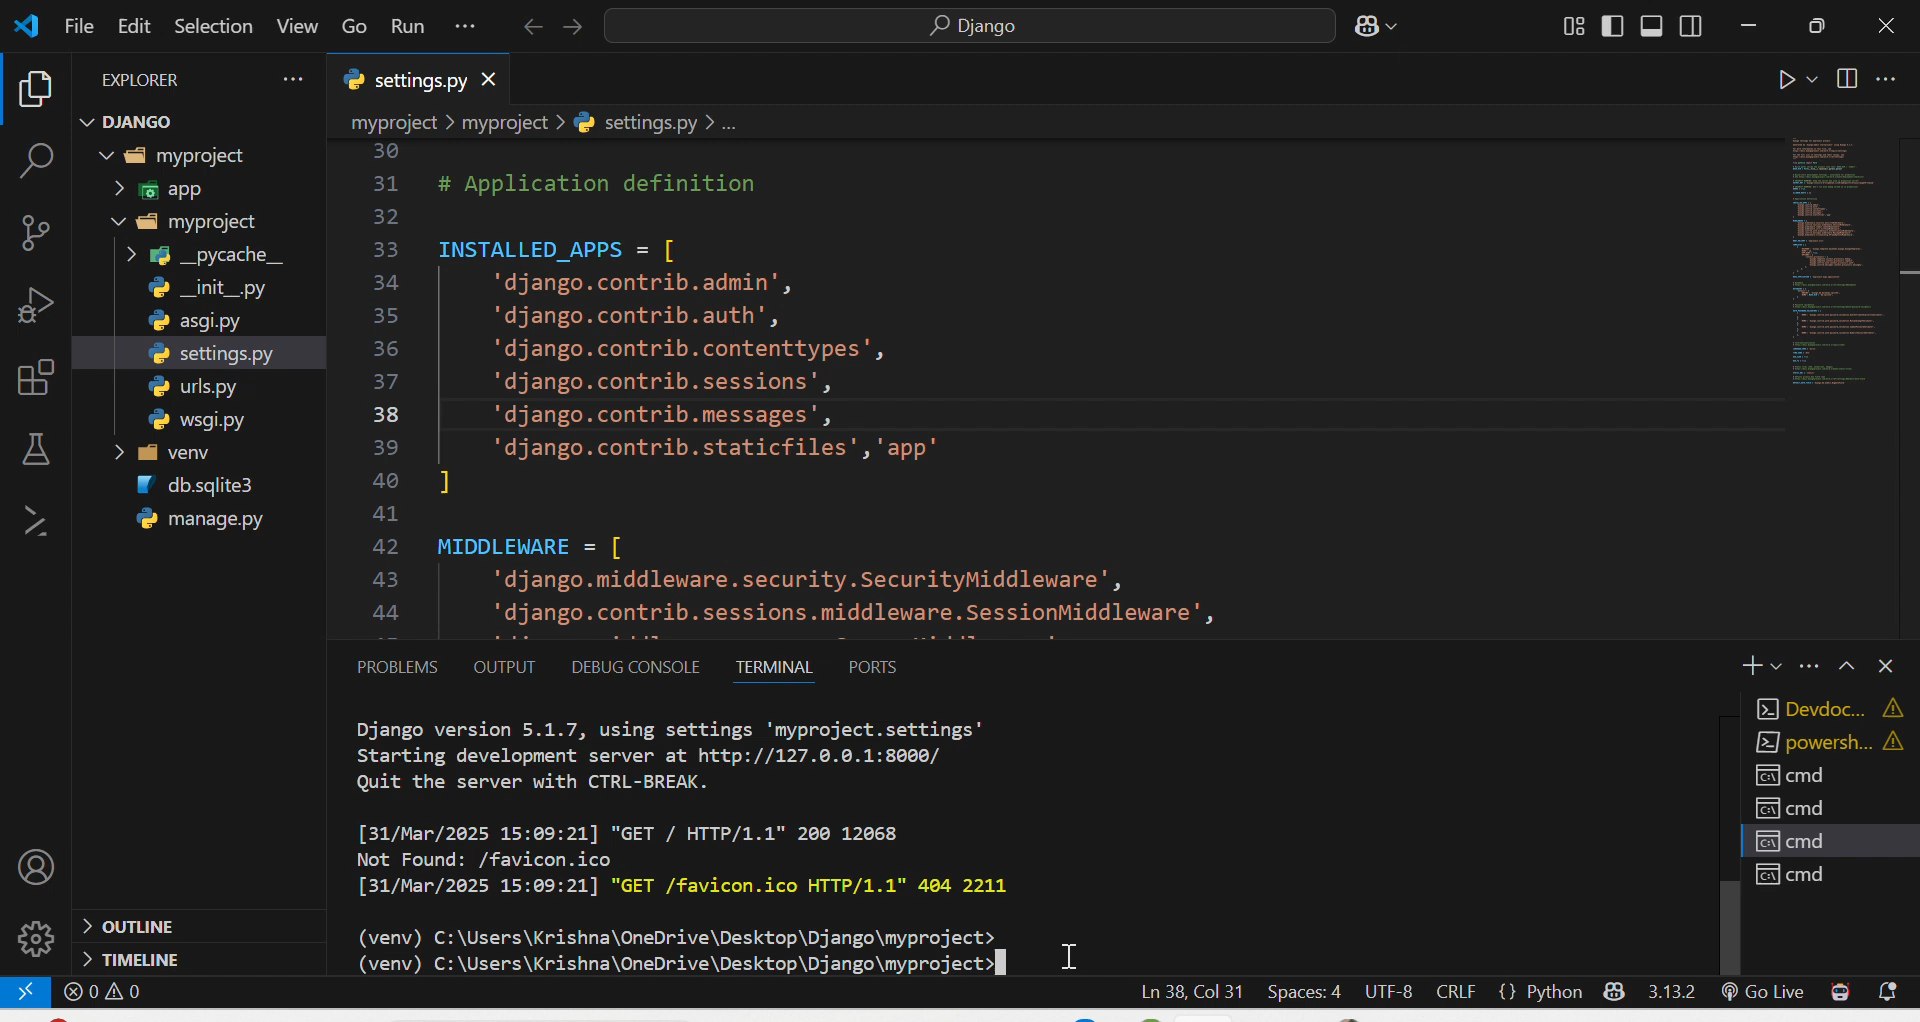 File Edit Selection View Go Run ··· Django
EXPLORER ···
DJANGO
myproject
app
myproject
__pycache__
__init__.py
asgi.py
settings.py
urls.py
wsgi.py
venv
db.sqlite3
manage.py
OUTLINE
TIMELINE
settings.py
myproject > myproject > settings.py > ...
30
31 # Application definition
32
33 INSTALLED_APPS = [
34 'django.contrib.admin',
35 'django.contrib.auth',
36 'django.contrib.contenttypes',
37 'django.contrib.sessions',
38 'django.contrib.messages',
39 'django.contrib.staticfiles','app'
40 ]
41
42 MIDDLEWARE = [
43 'django.middleware.security.SecurityMiddleware',
44 'django.contrib.sessions.middleware.SessionMiddleware',
PROBLEMS OUTPUT DEBUG CONSOLE TERMINAL PORTS
Django version 5.1.7, using settings 'myproject.settings'
Starting development server at http://127.0.0.1:8000/
Quit the server with CTRL-BREAK.
[31/Mar/2025 15:09:21] "GET / HTTP/1.1" 200 12068
Not Found: /favicon.ico
[31/Mar/2025 15:09:21] "GET /favicon.ico HTTP/1.1" 404 2211
(venv) C:\Users\Krishna\OneDrive\Desktop\Django\myproject>
(venv) C:\Users\Krishna\OneDrive\Desktop\Django\myproject>
Devdoc...
powersh...
cmd
cmd
cmd
cmd
0 0 Ln 38, Col 31 Spaces: 4 UTF-8 CRLF {} Python 3.13.2 Go Live